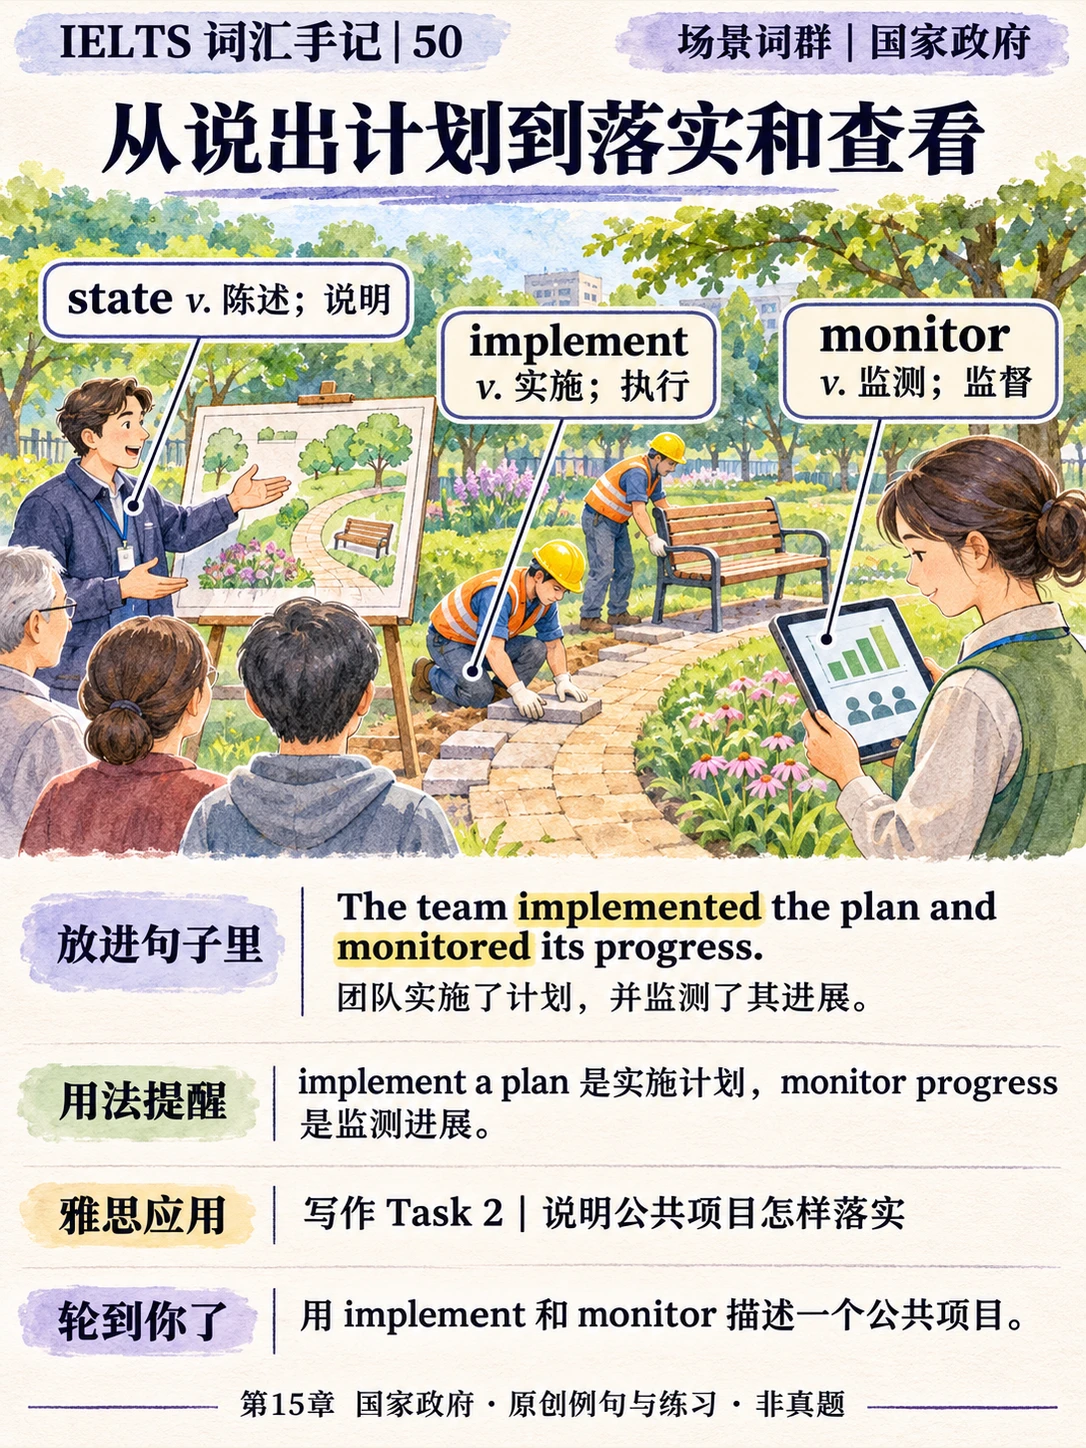 IELTS 词汇手记 | 50
场景词群 | 国家政府
从说出计划到落实和查看
state v. 陈述；说明
implement
v. 实施；执行
monitor
v. 监测；监督
放进句子里
The team implemented the plan and
monitored its progress.
团队实施了计划，并监测了其进展。
用法提醒
implement a plan 是实施计划，monitor progress
是监测进展。
雅思应用
写作 Task 2 | 说明公共项目怎样落实
轮到你了
用 implement 和 monitor 描述一个公共项目。
第15章 国家政府 · 原创例句与练习 · 非真题